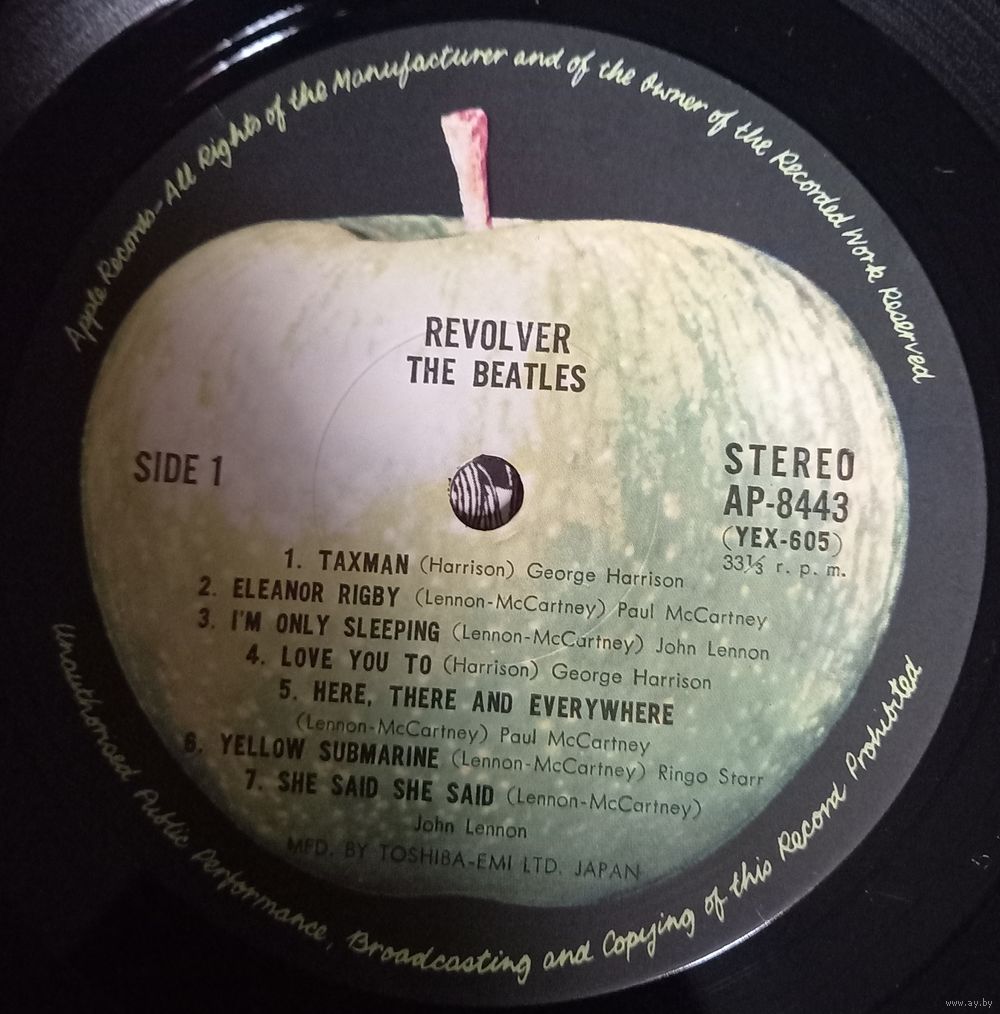 Apple Records-All Rights of the Manufacturer and of the Owner of the Recorded Work Reserved
REVOLVER
THE BEATLES
SIDE 1
STEREO
AP-8443
(YEX-605)
33⅓ r. p. m.
1. TAXMAN (Harrison) George Harrison
2. ELEANOR RIGBY (Lennon-McCartney) Paul McCartney
3. I'M ONLY SLEEPING (Lennon-McCartney) John Lennon
4. LOVE YOU TO (Harrison) George Harrison
5. HERE, THERE AND EVERYWHERE
(Lennon-McCartney) Paul McCartney
6. YELLOW SUBMARINE (Lennon-McCartney) Ringo Starr
7. SHE SAID SHE SAID (Lennon-McCartney)
John Lennon
MFD. BY TOSHIBA-EMI LTD. JAPAN
Unauthorised Public Performance, Broadcasting and Copying of this Record Prohibited
www.ay.by